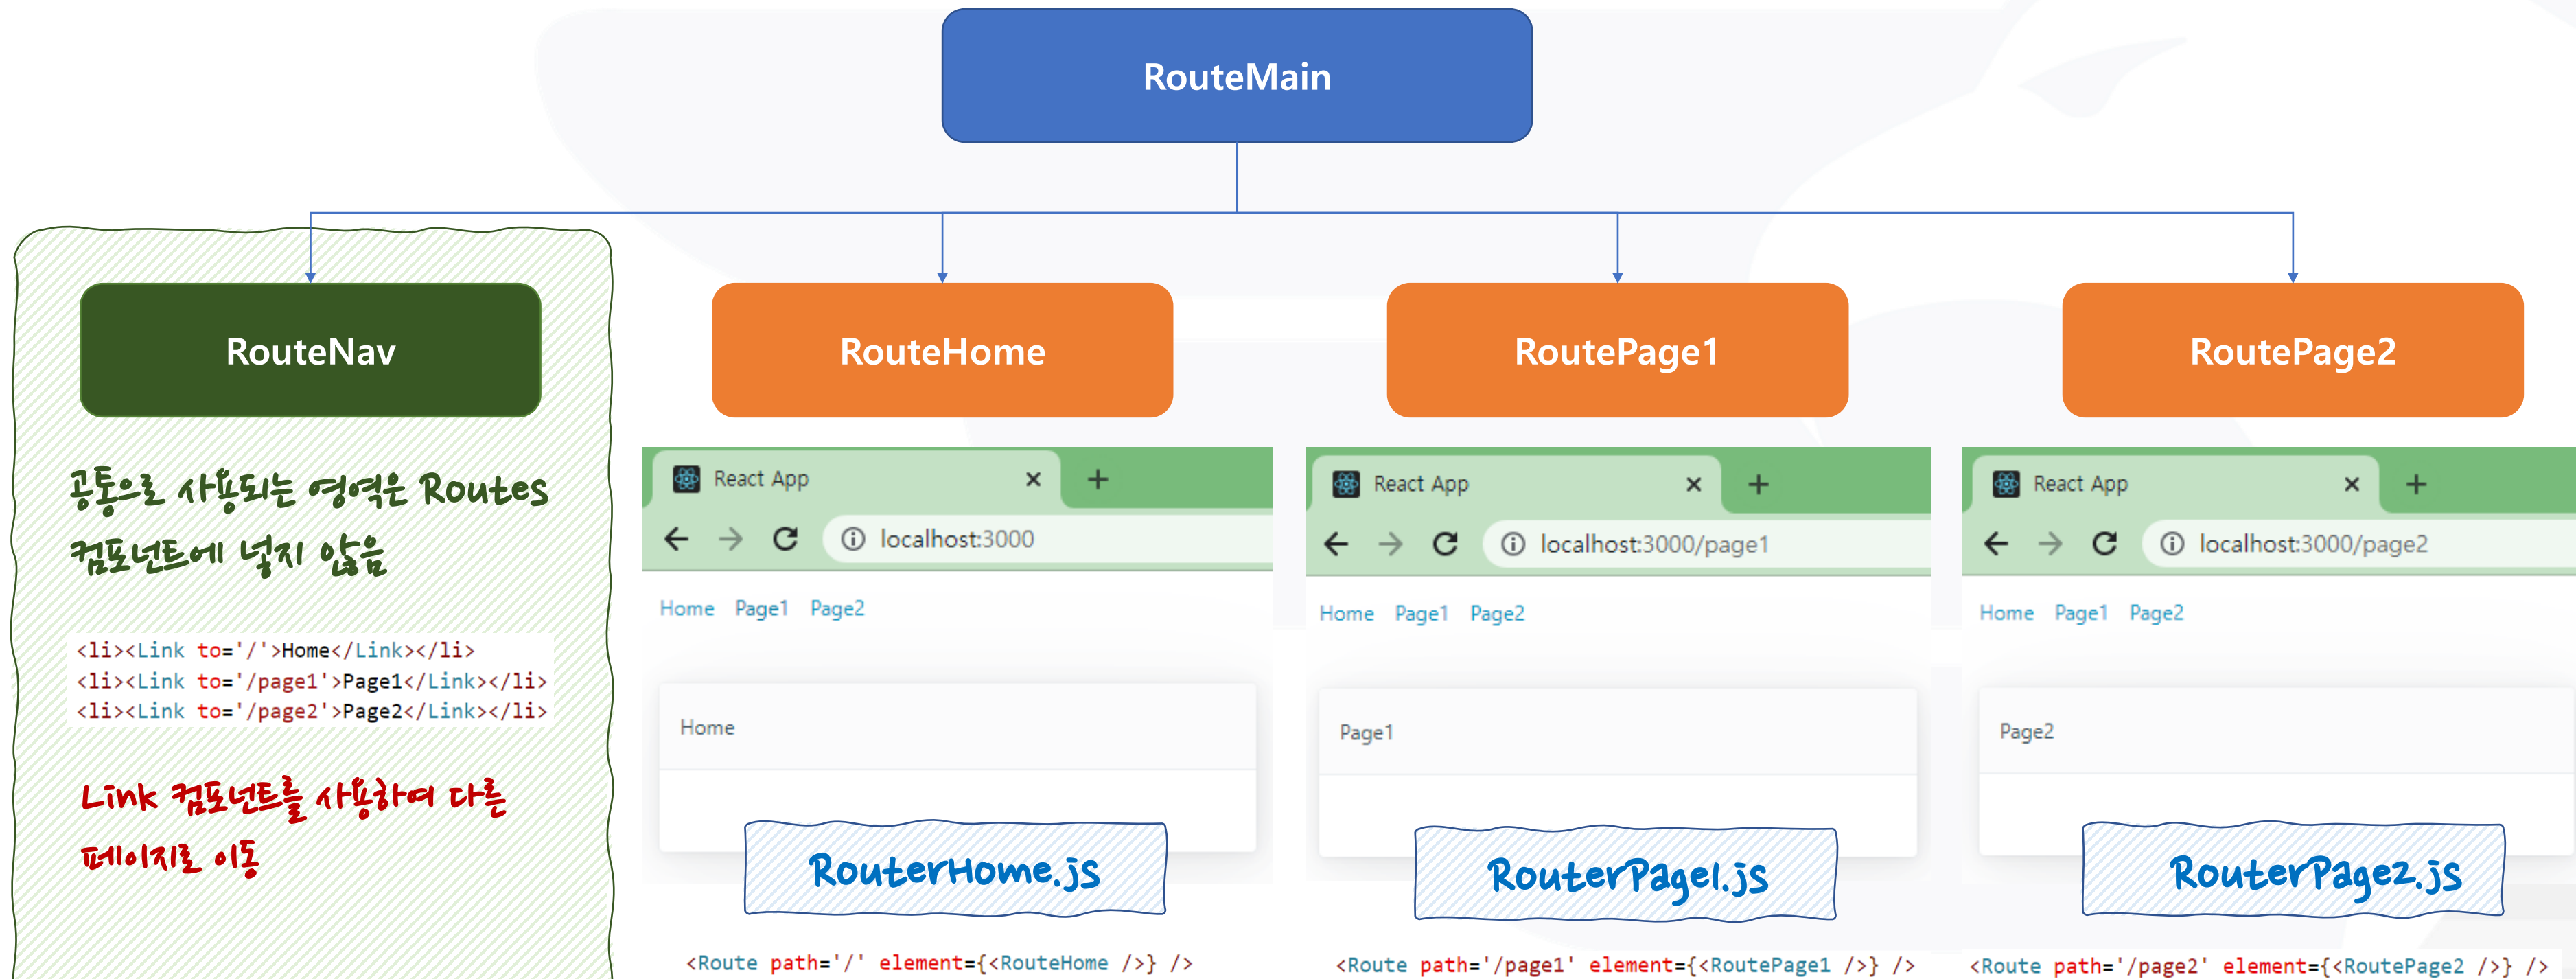 RouteMain
RouteNav
RouteHome
RoutePage1
RoutePage2
공통으로 사용되는 영역은 Routes
컴포넌트에 넣지 않음
<li><Link to='/'>Home</Link></li>
<li><Link to='/page1'>Page1</Link></li>
<li><Link to='/page2'>Page2</Link></li>
Link 컴포넌트를 사용하여 다른
페이지로 이동
React App
localhost:3000
Home Page1 Page2
Home
RouterHome.js
<Route path='/' element={<RouteHome />} />
React App
localhost:3000/page1
Home Page1 Page2
Page1
RouterPage1.js
<Route path='/page1' element={<RoutePage1 />} />
React App
localhost:3000/page2
Home Page1 Page2
Page2
RouterPage2.js
<Route path='/page2' element={<RoutePage2 />} />